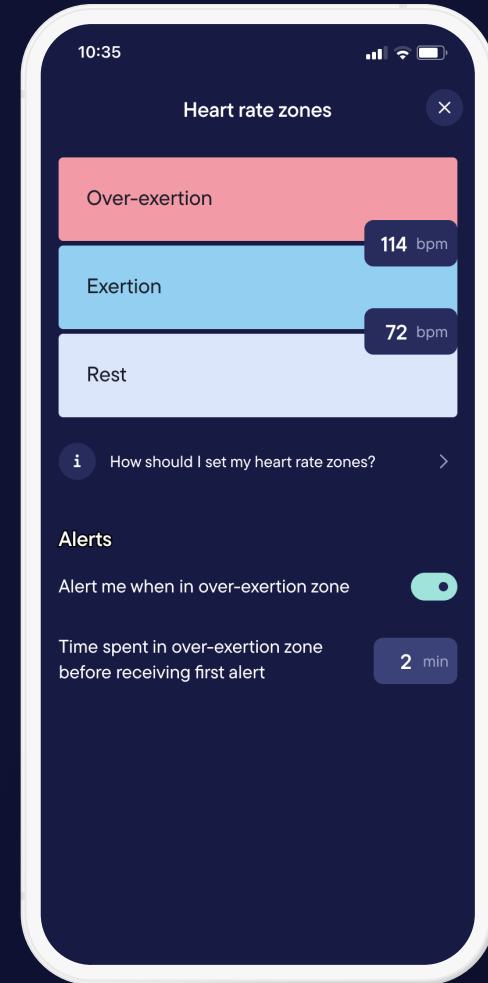 10:35
Heart rate zones
Over-exertion
114 bpm
Exertion
72 bpm
Rest
i How should I set my heart rate zones?
Alerts
Alert me when in over-exertion zone
Time spent in over-exertion zone
before receiving first alert
2 min